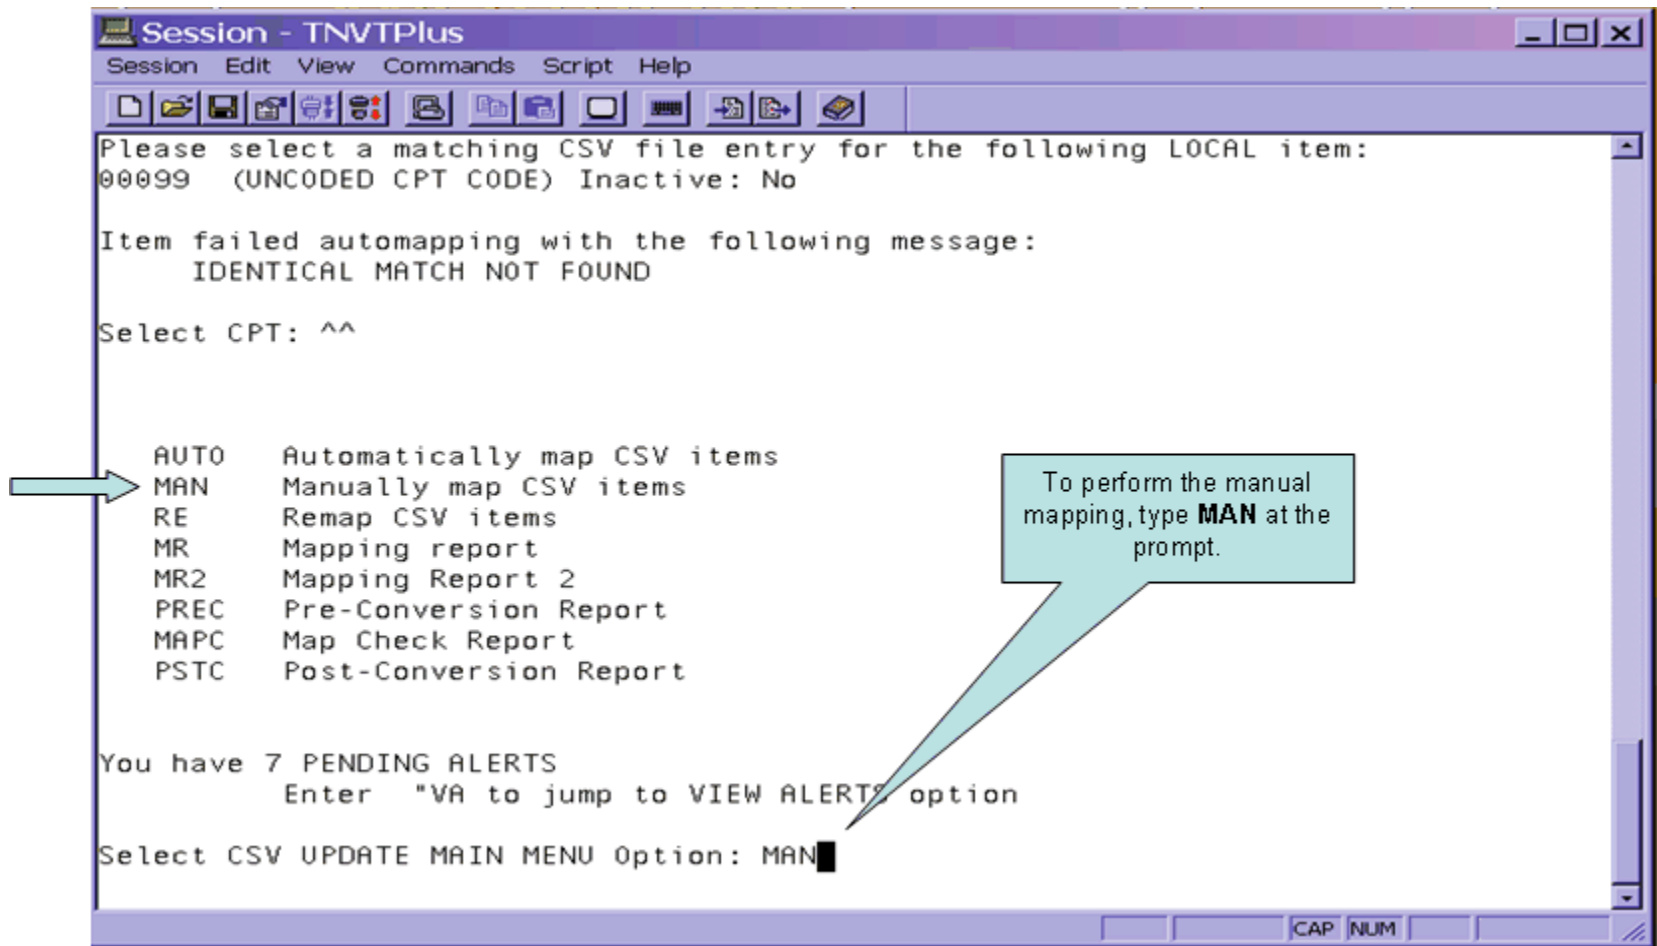 Session - TNVTPlus
Session Edit View Commands Script Help
Please select a matching CSV file entry for the following LOCAL item:
00099 (UNCODED CPT CODE) Inactive: No
Item failed automapping with the following message:
IDENTICAL MATCH NOT FOUND
Select CPT: ^^
AUTO Automatically map CSV items
MAN Manually map CSV items
RE Remap CSV items
MR Mapping report
MR2 Mapping Report 2
PREC Pre-Conversion Report
MAPC Map Check Report
PSTC Post-Conversion Report
To perform the manual
mapping, type MAN at the
prompt.
You have 7 PENDING ALERTS
Enter "VA to jump to VIEW ALERTS option
Select CSV UPDATE MAIN MENU Option: MAN
CAP NUM